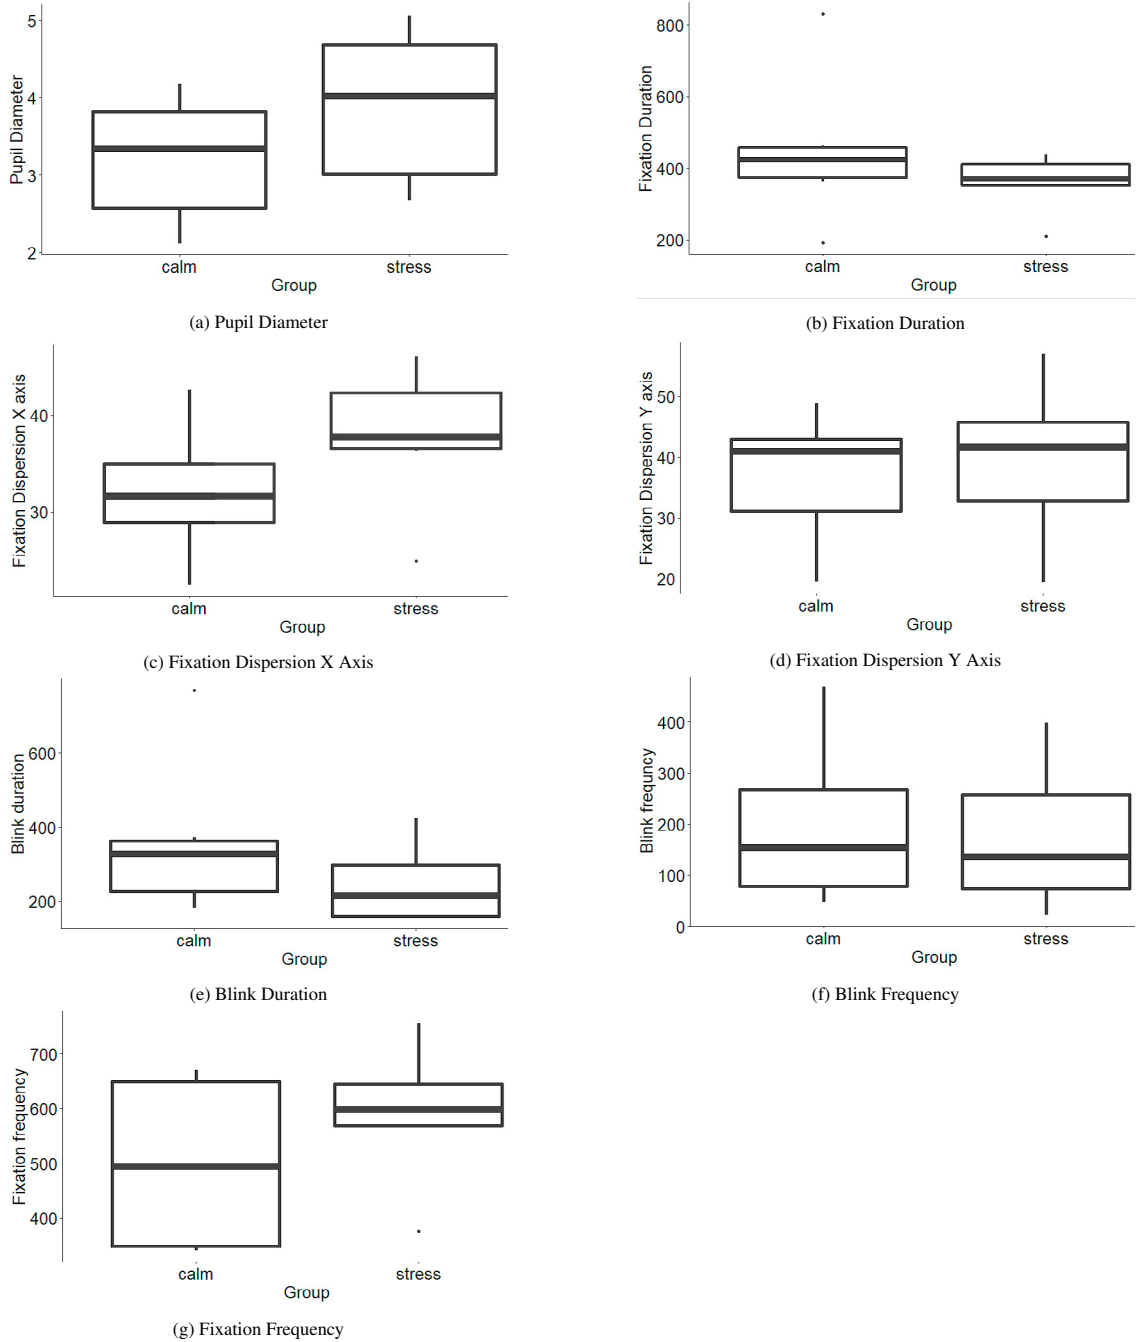 5
4
3
2
Pupil Diameter
calm
stress
Group
(a) Pupil Diameter
800
600
400
200
Fixation Duration
calm
stress
Group
(b) Fixation Duration
40
30
Fixation Dispersion X axis
calm
stress
Group
(c) Fixation Dispersion X Axis
50
40
30
20
Fixation Dispersion Y axis
calm
stress
Group
(d) Fixation Dispersion Y Axis
600
400
200
Blink duration
calm
stress
Group
(e) Blink Duration
400
300
200
100
0
Blink frequncy
calm
stress
Group
(f) Blink Frequency
700
600
500
400
Fixation frequency
calm
stress
Group
(g) Fixation Frequency